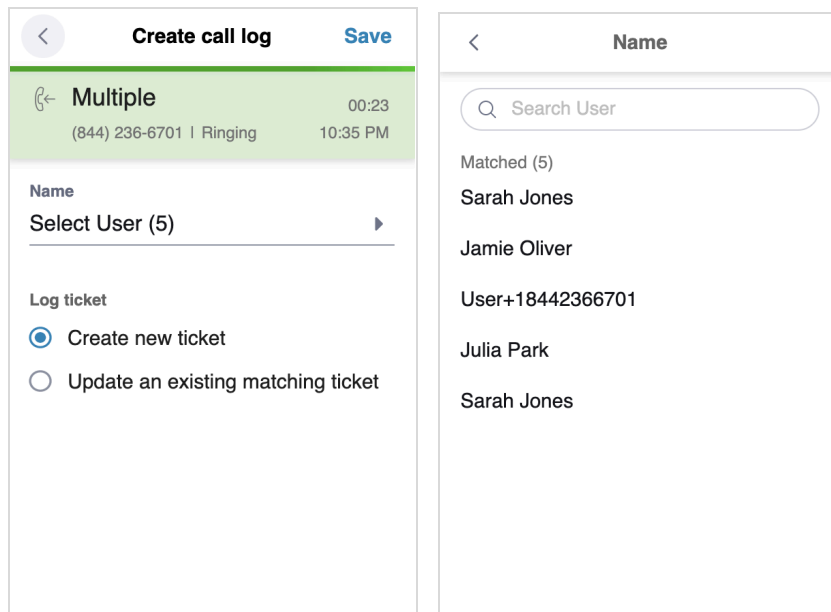 Create call log Save
Multiple 00:23
(844) 236-6701 | Ringing 10:35 PM
Name
Select User (5)
Log ticket
Create new ticket
Update an existing matching ticket
Name
Search User
Matched (5)
Sarah Jones
Jamie Oliver
User+18442366701
Julia Park
Sarah Jones